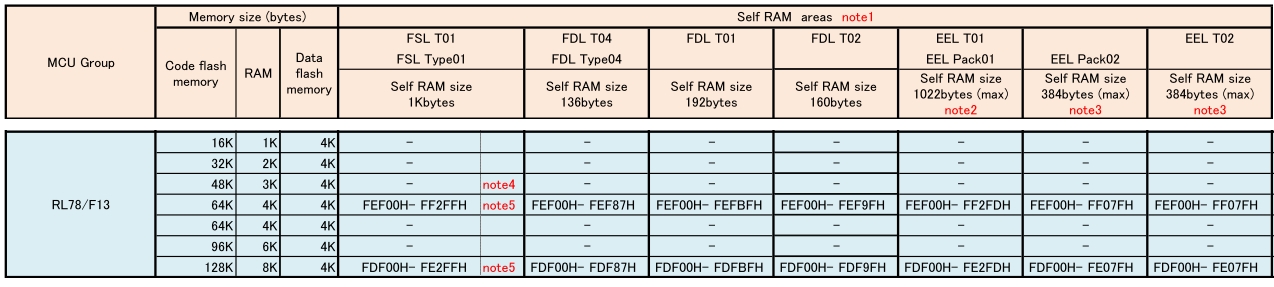 MCU Group Memory size (bytes) Self RAM areas note1
Code flash memory RAM Data flash memory
FSL T01 FSL Type01 Self RAM size 1Kbytes
FDL T04 FDL Type04 Self RAM size 136bytes
FDL T01 Self RAM size 192bytes
FDL T02 Self RAM size 160bytes
EEL T01 EEL Pack01 Self RAM size 1022bytes (max) note2
EEL Pack02 Self RAM size 384bytes (max) note3
EEL T02 Self RAM size 384bytes (max) note3
RL78/F13
16K 1K 4K - - - - - - -
32K 2K 4K - - - - - - -
48K 3K 4K - note4 - - - - - -
64K 4K 4K FEF00H- FF2FFH note5 FEF00H- FEF87H FEF00H- FEFBFH FEF00H- FEF9FH FEF00H- FF2FDH FEF00H- FF07FH FEF00H- FF07FH
64K 4K 4K - - - - - - -
96K 6K 4K - - - - - - -
128K 8K 4K FDF00H- FE2FFH note5 FDF00H- FDF87H FDF00H- FDFBFH FDF00H- FDF9FH FDF00H- FE2FDH FDF00H- FE07FH FDF00H- FE07FH